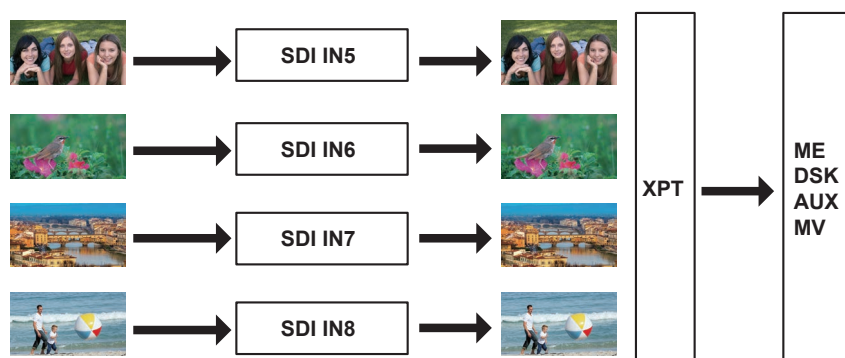 SDI IN5
SDI IN6
SDI IN7
SDI IN8
XPT
ME
DSK
AUX
MV